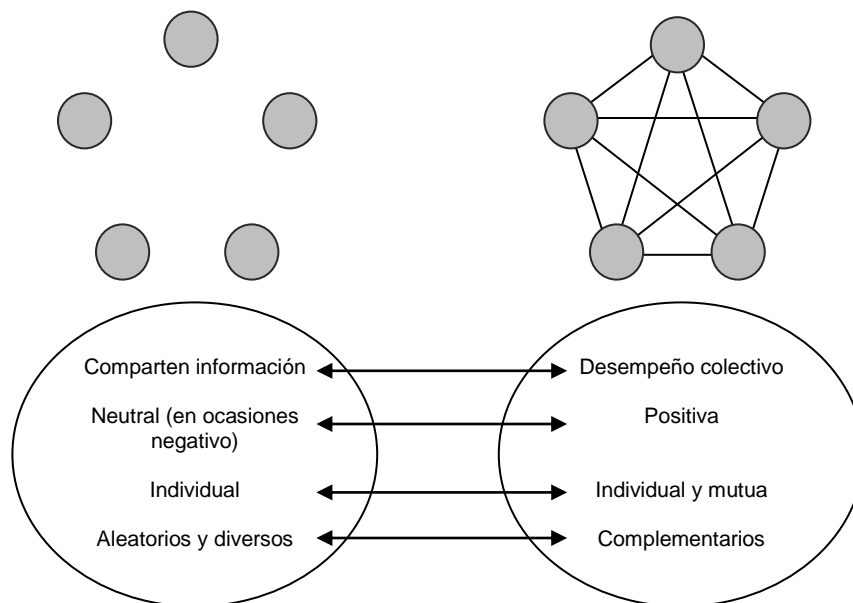 Comparten información
Desempeño colectivo
Neutral (en ocasiones
negativo)
Positiva
Individual
Individual y mutua
Aleatorios y diversos
Complementarios